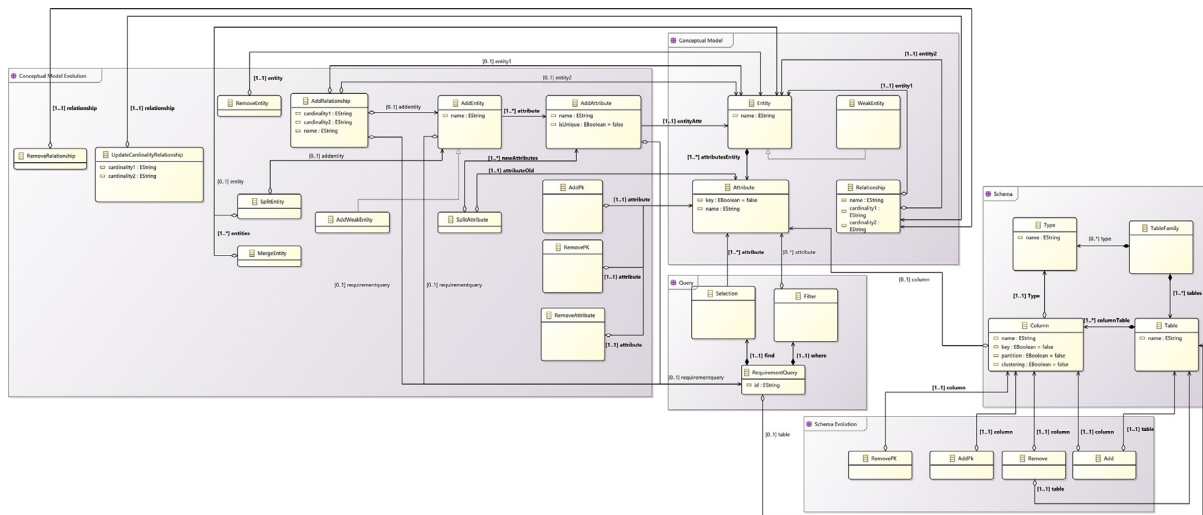 Conceptual Model Evolution
[1..1] relationship
[1..1] relationship
[1..1] entity
[0..1] entity1
[0..1] entity2
RemoveEntity
AddRelationship
cardinality1 : EString
cardinality2 : EString
name : EString
[0..1] addentity
AddEntity
name : EString
[1..*] attribute
AddAttribute
name : EString
isUnique : EBoolean = false
[1..1] entityAttr
RemoveRelationship
UpdateCardinalityRelationship
cardinality1 : EString
cardinality2 : EString
[0..1] addentity
[1..*] newAttributes
[1..1] attributeOld
[0..1] entity
SplitEntity
AddWeakEntity
SplitAttribute
AddPk
[1..1] attribute
[1..*] entities
MergeEntity
RemovePK
[1..1] attribute
[0..1] requirementquery
[0..1] requirementquery
RemoveAttribute
[1..1] attribute
[0..1] requirementquery
Conceptual Model
[1..1] entity2
[1..1] entity1
Entity
name : EString
WeakEntity
[1..*] attributesEntity
Attribute
key : EBoolean = false
name : EString
Relationship
name : EString
cardinality1 :
EString
cardinality2 :
EString
[1..*] attribute
[0..*] attribute
[0..1] column
Query
Selection
Filter
[1..1] find
[1..1] where
RequirementQuery
id : EString
[0..1] table
Schema
Type
name : EString
[0..*] type
TableFamily
[1..1] Type
[1..*] tables
Column
name : EString
key : EBoolean = false
partition : EBoolean = false
clustering : EBoolean = false
[1..*] columnTable
Table
name : EString
[1..1] column
Schema Evolution
[1..1] column
[1..1] column
[1..1] column
[1..1] table
RemovePK
AddPk
Remove
Add
[1..1] table